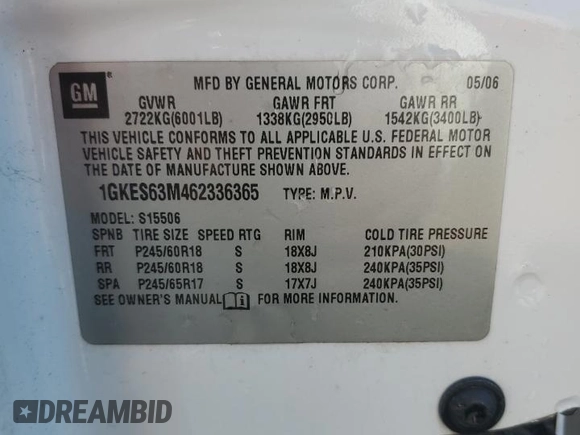 GM ®
MFD BY GENERAL MOTORS CORP. 05/06
GVWR GAWR FRT GAWR RR
2722KG(6001LB) 1338KG(2950LB) 1542KG(3400LB)
THIS VEHICLE CONFORMS TO ALL APPLICABLE U.S. FEDERAL MOTOR
VEHICLE SAFETY AND THEFT PREVENTION STANDARDS IN EFFECT ON
THE DATE OF MANUFACTURE SHOWN ABOVE.
1GKES63M462336365 TYPE: M.P.V.
MODEL: S15506
SPNB TIRE SIZE SPEED RTG RIM COLD TIRE PRESSURE
FRT P245/60R18 S 18X8J 210KPA(30PSI)
RR P245/60R18 S 18X8J 240KPA(35PSI)
SPA P245/65R17 S 17X7J 240KPA(35PSI)
SEE OWNER'S MANUAL i FOR MORE INFORMATION.
DREAMBID